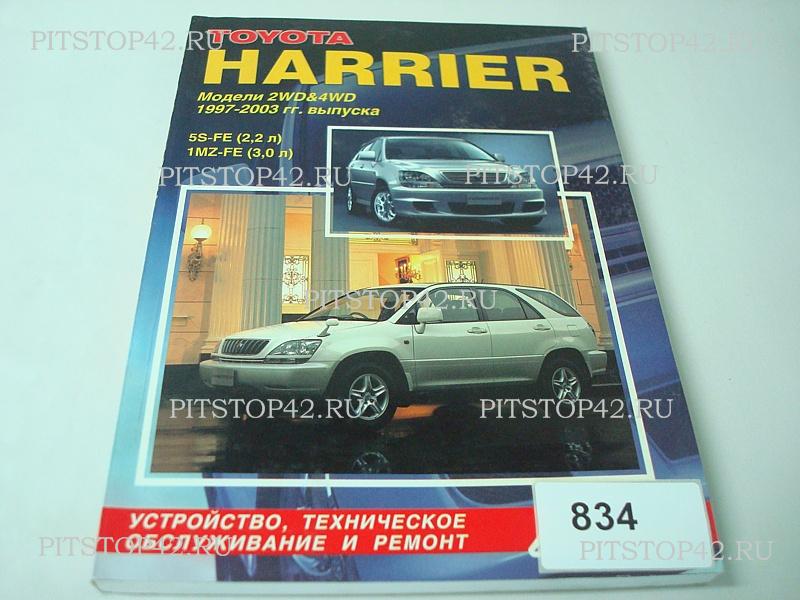 TOYOTA
HARRIER
Модели 2WD&4WD
1997-2003 гг. выпуска
5S-FE (2,2 л)
1MZ-FE (3,0 л)
УСТРОЙСТВО, ТЕХНИЧЕСКОЕ
ОБСЛУЖИВАНИЕ И РЕМОНТ
834
PITSTOP42.RU
PITSTOP42.RU
PITSTOP42.RU
PITSTOP42.RU
PITSTOP42.RU
PITSTOP42.RU
PITSTOP42.RU
PITSTOP42.RU
PITSTOP42.RU